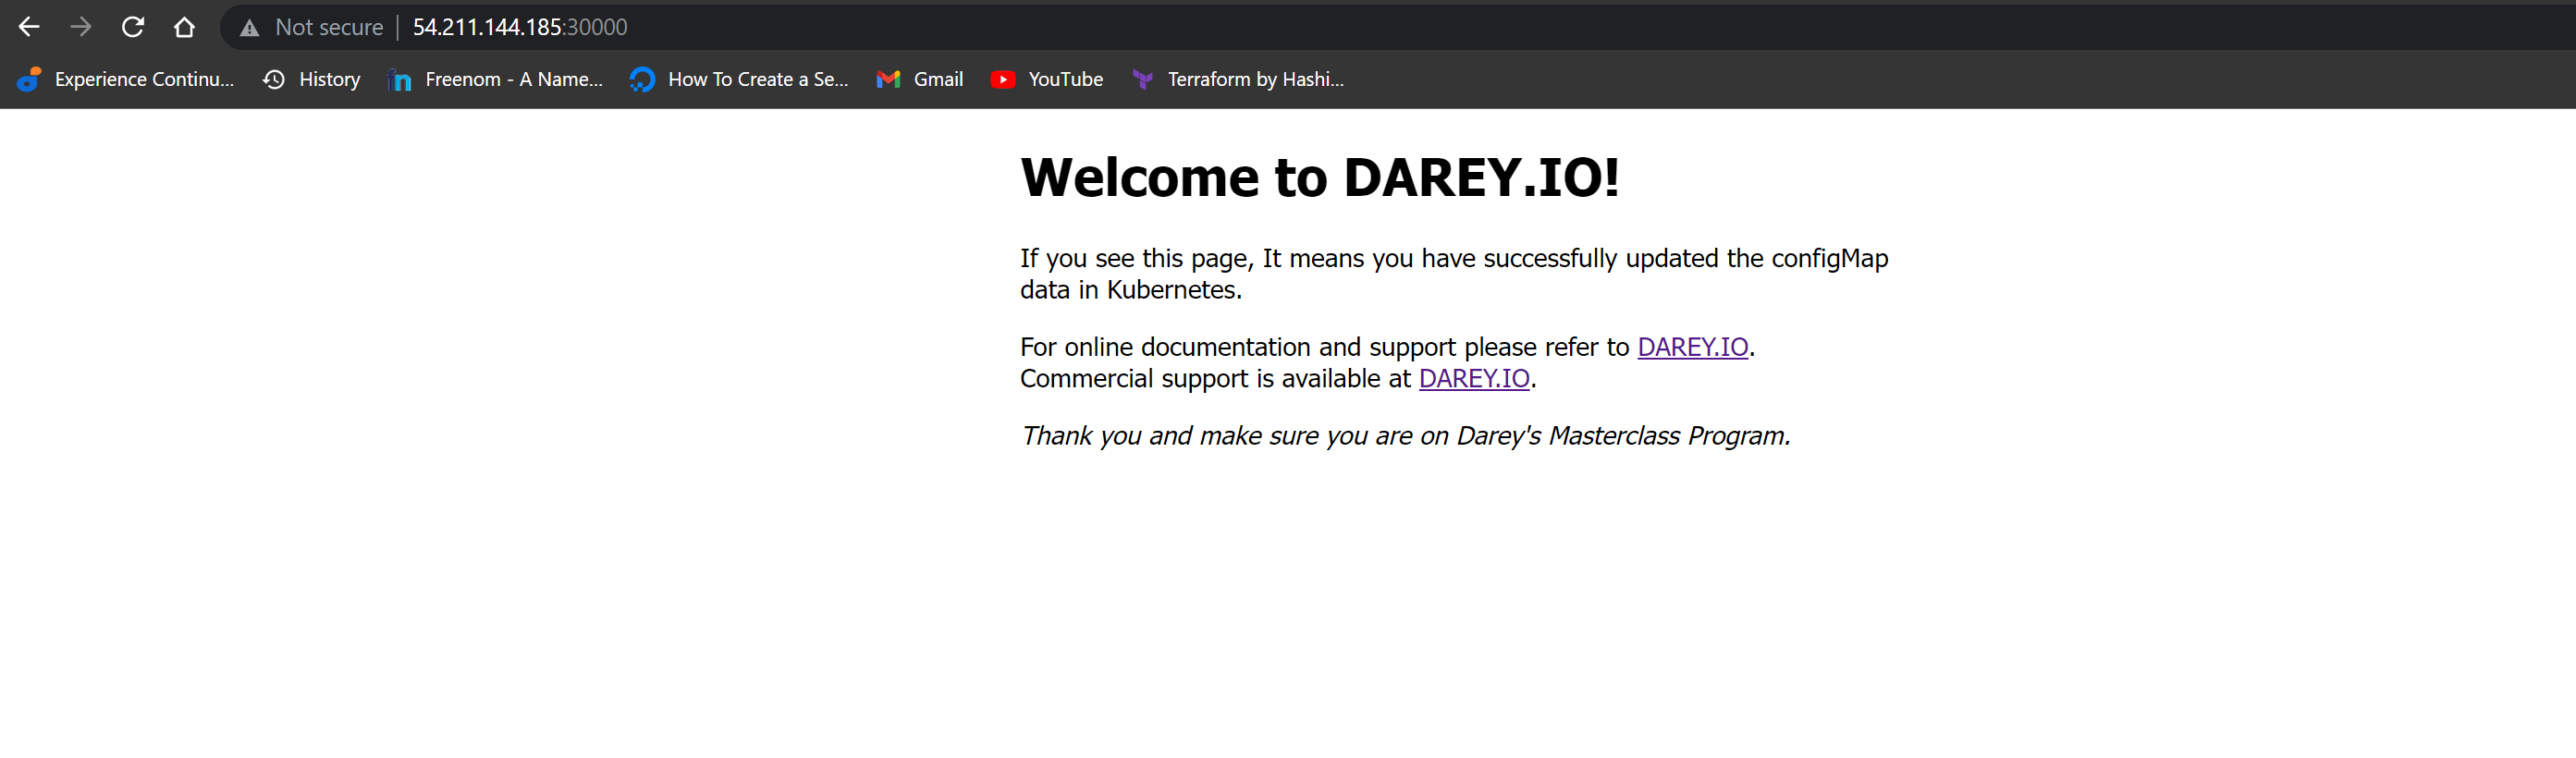 Not secure | 54.211.144.185:30000
Experience Continu... History Freenom - A Name... How To Create a Se... Gmail YouTube Terraform by Hashi...
Welcome to DAREY.IO!
If you see this page, It means you have successfully updated the configMap
data in Kubernetes.
For online documentation and support please refer to DAREY.IO.
Commercial support is available at DAREY.IO.
Thank you and make sure you are on Darey's Masterclass Program.